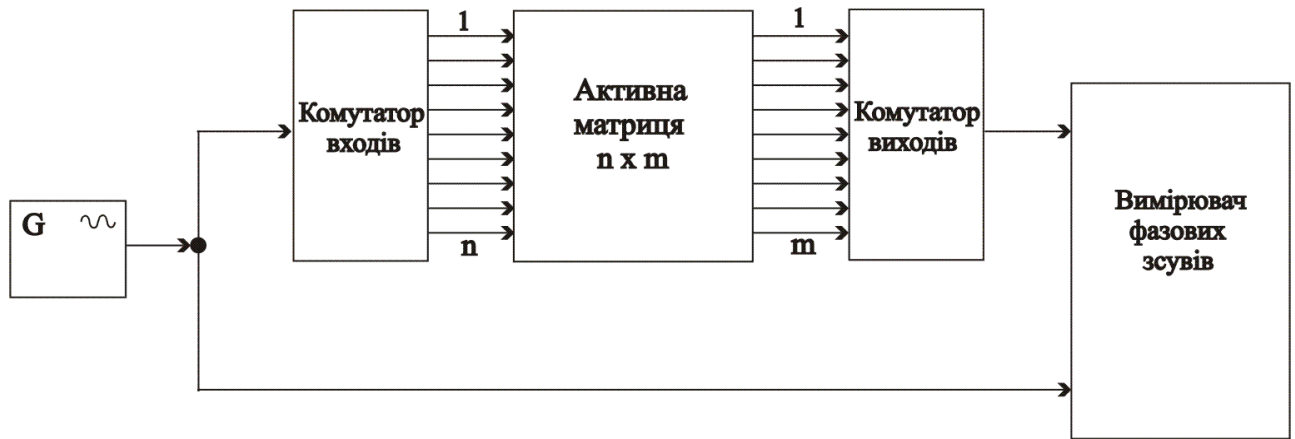 G
Комутатор
входів
1
n
Активна
матриця
n x m
1
m
Комутатор
виходів
Вимірювач
фазових
зсувів